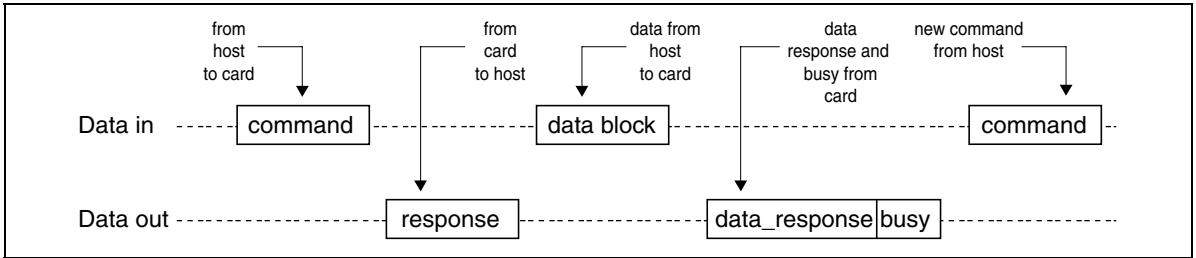 from
host
to card
from
card
to host
data from
host
to card
data
response and
busy from
card
new command
from host
Data in
command
data block
command
Data out
response
data_response
busy